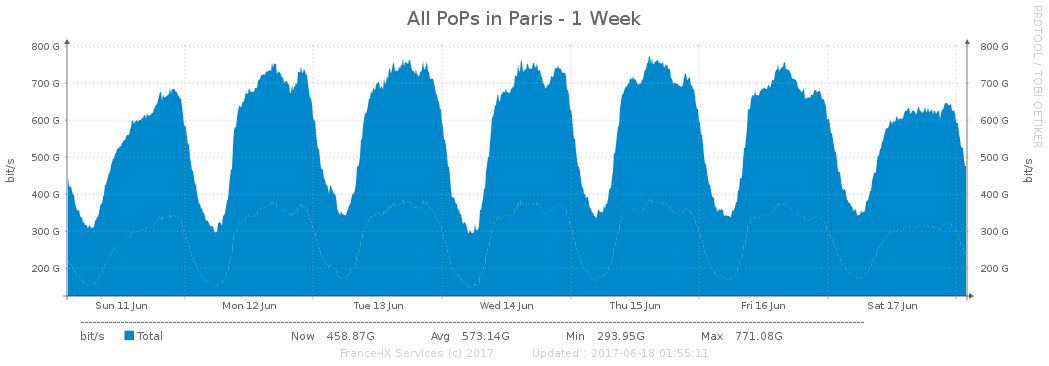 All PoPs in Paris - 1 Week
RRDTOOL / TOBI OETIKER
800 G 800 G
700 G 700 G
600 G 600 G
500 G 500 G
400 G 400 G
300 G 300 G
200 G 200 G
bit/s
bit/s
Sun 11 Jun Mon 12 Jun Tue 13 Jun Wed 14 Jun Thu 15 Jun Fri 16 Jun Sat 17 Jun
bit/s Total Now 458.87G Avg 573.14G Min 293.95G Max 771.08G
France-IX Services (c) 2017 Updated : 2017-06-18 01:55:11